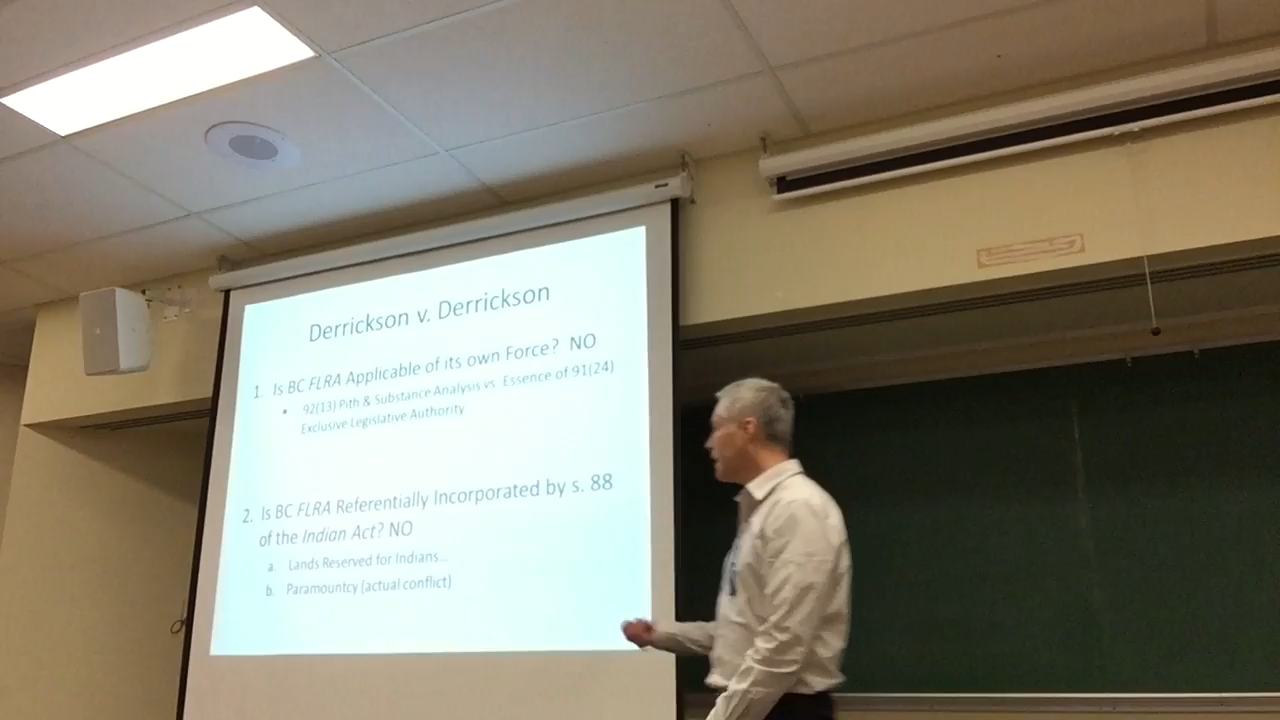 Derrickson v. Derrickson
1. Is BC FLRA Applicable of its own Force? NO
▪ 92(13) Pith & Substance Analysis vs. Essence of 91(24)
Exclusive Legislative Authority
2. Is BC FLRA Referentially Incorporated by s. 88
of the Indian Act? NO
a. Lands Reserved for Indians...
b. Paramountcy (actual conflict)